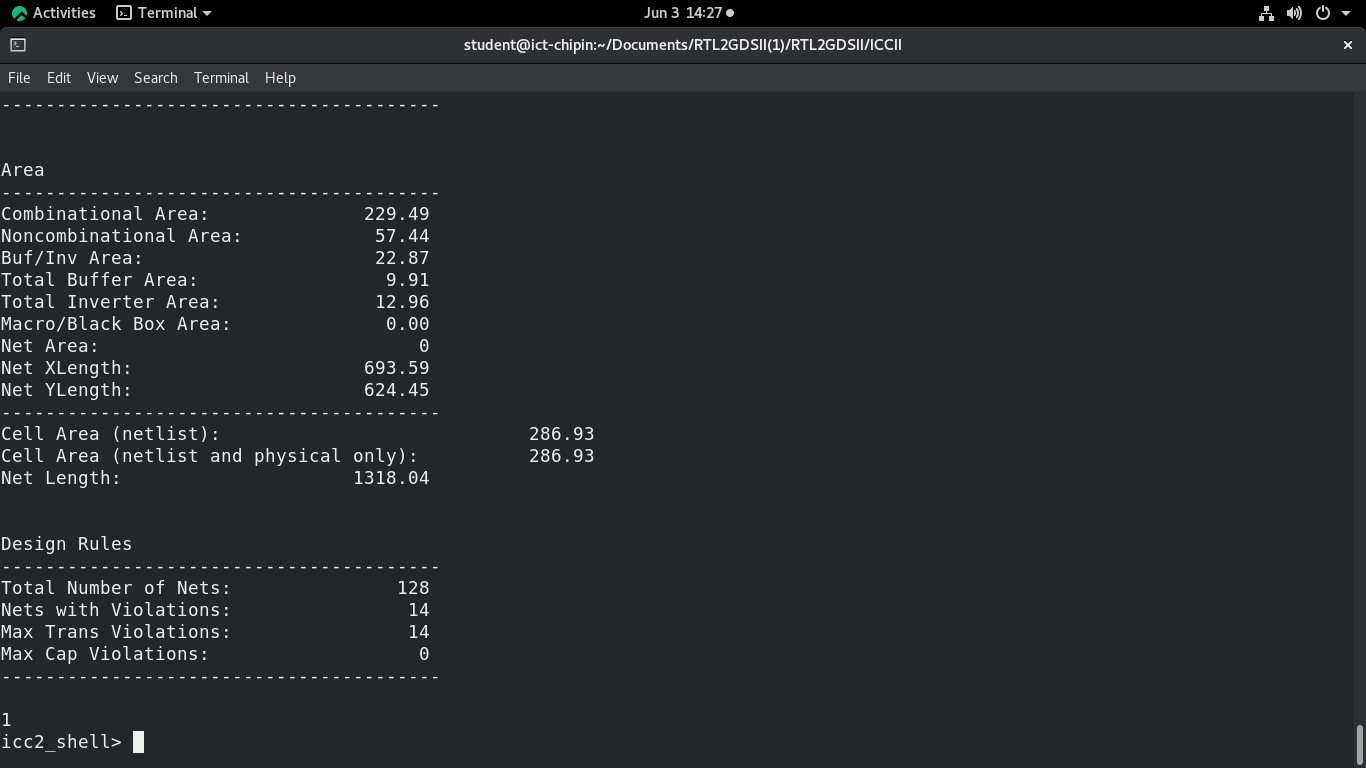 Activities Terminal Jun 3 14:27
student@ict-chipin:~/Documents/RTL2GDSII(1)/RTL2GDSII/ICCII
File Edit View Search Terminal Help
----------------------------------------
Area
----------------------------------------
Combinational Area: 229.49
Noncombinational Area: 57.44
Buf/Inv Area: 22.87
Total Buffer Area: 9.91
Total Inverter Area: 12.96
Macro/Black Box Area: 0.00
Net Area: 0
Net XLength: 693.59
Net YLength: 624.45
----------------------------------------
Cell Area (netlist): 286.93
Cell Area (netlist and physical only): 286.93
Net Length: 1318.04
Design Rules
----------------------------------------
Total Number of Nets: 128
Nets with Violations: 14
Max Trans Violations: 14
Max Cap Violations: 0
----------------------------------------
1
icc2_shell>